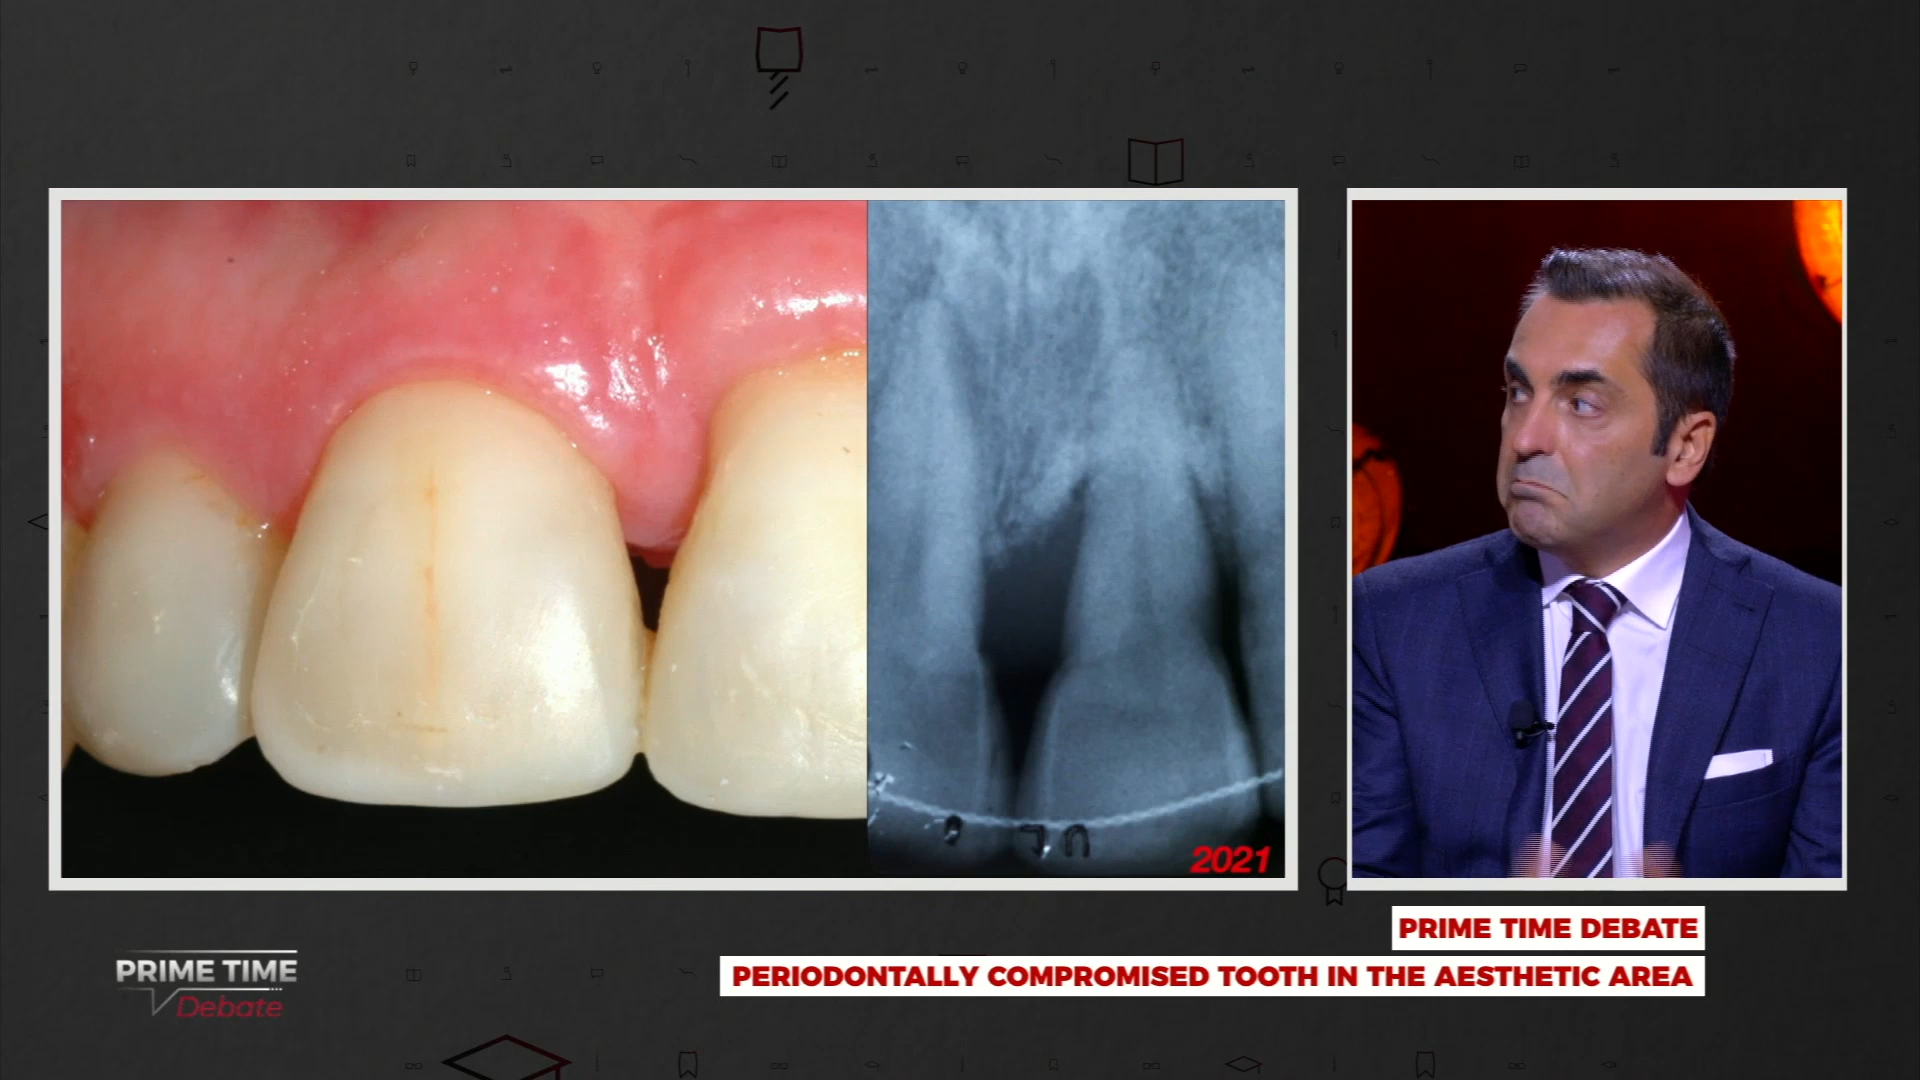 2021
PRIME TIME DEBATE
PERIODONTALLY COMPROMISED TOOTH IN THE AESTHETIC AREA
PRIME TIME
Debate